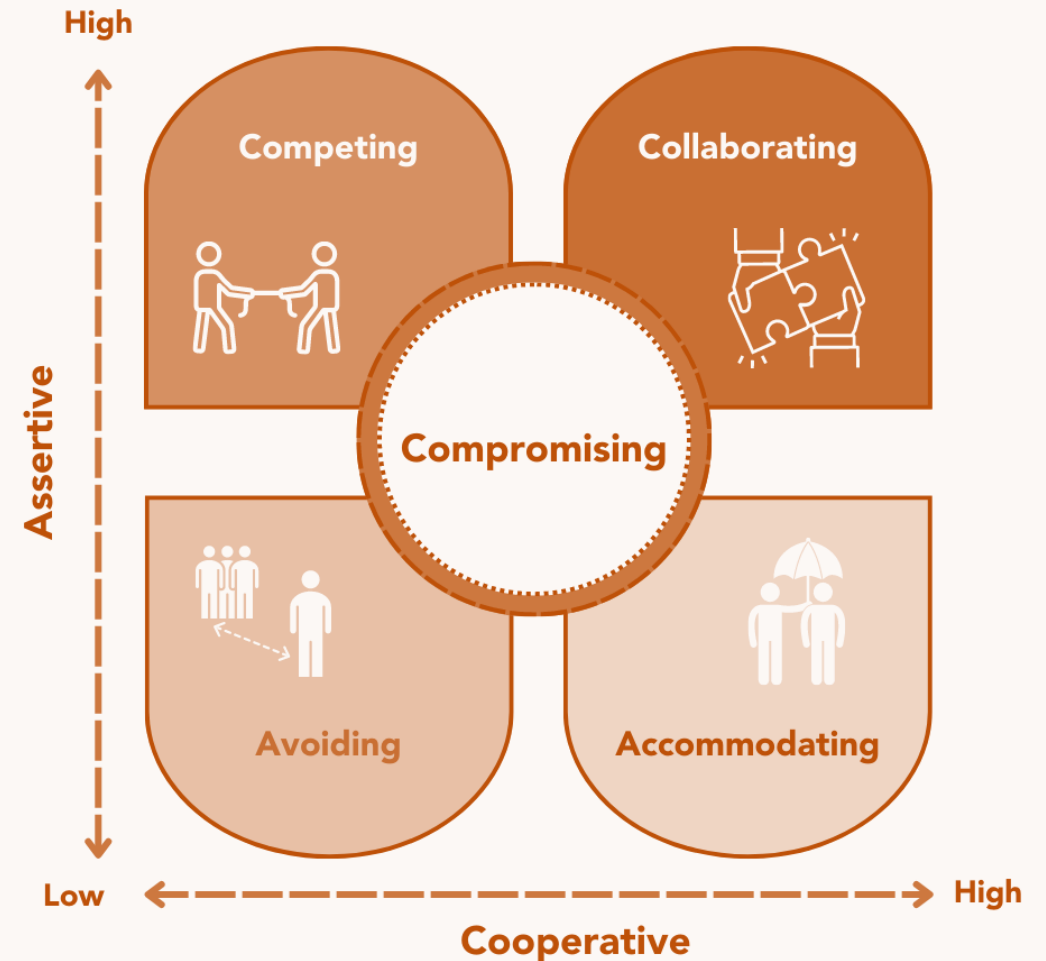 High
Competing
Collaborating
Assertive
Compromising
Avoiding
Accommodating
Low
High
Cooperative